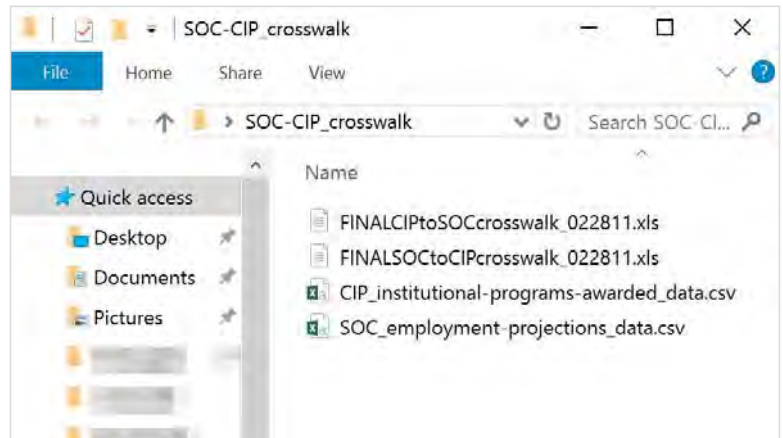 SOC-CIP_crosswalk
File Home Share View
SOC-CIP_crosswalk Search SOC-CI...
Name
Quick access
Desktop
Documents
Pictures
FINALCIPtoSOCcrosswalk_022811.xls
FINALSOCtoCIPcrosswalk_022811.xls
CIP_institutional-programs-awarded_data.csv
SOC_employment-projections_data.csv